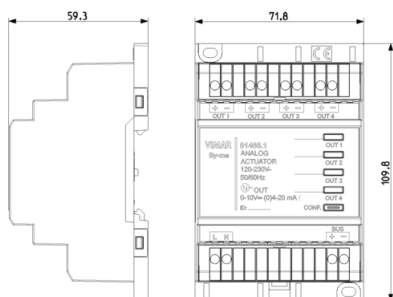 59.3
71.8
+ − + − + − + −
OUT 1 OUT 2 OUT 3 OUT 4
VIMAR
By-me
01466.1
ANALOG
ACTUATOR
120-230V~
50/60Hz
OUT
0-10V⎓ (0)4-20 mA
ID:
OUT 1
OUT 2
OUT 3
OUT 4
CONF.
L N
BUS
+ −
109.8